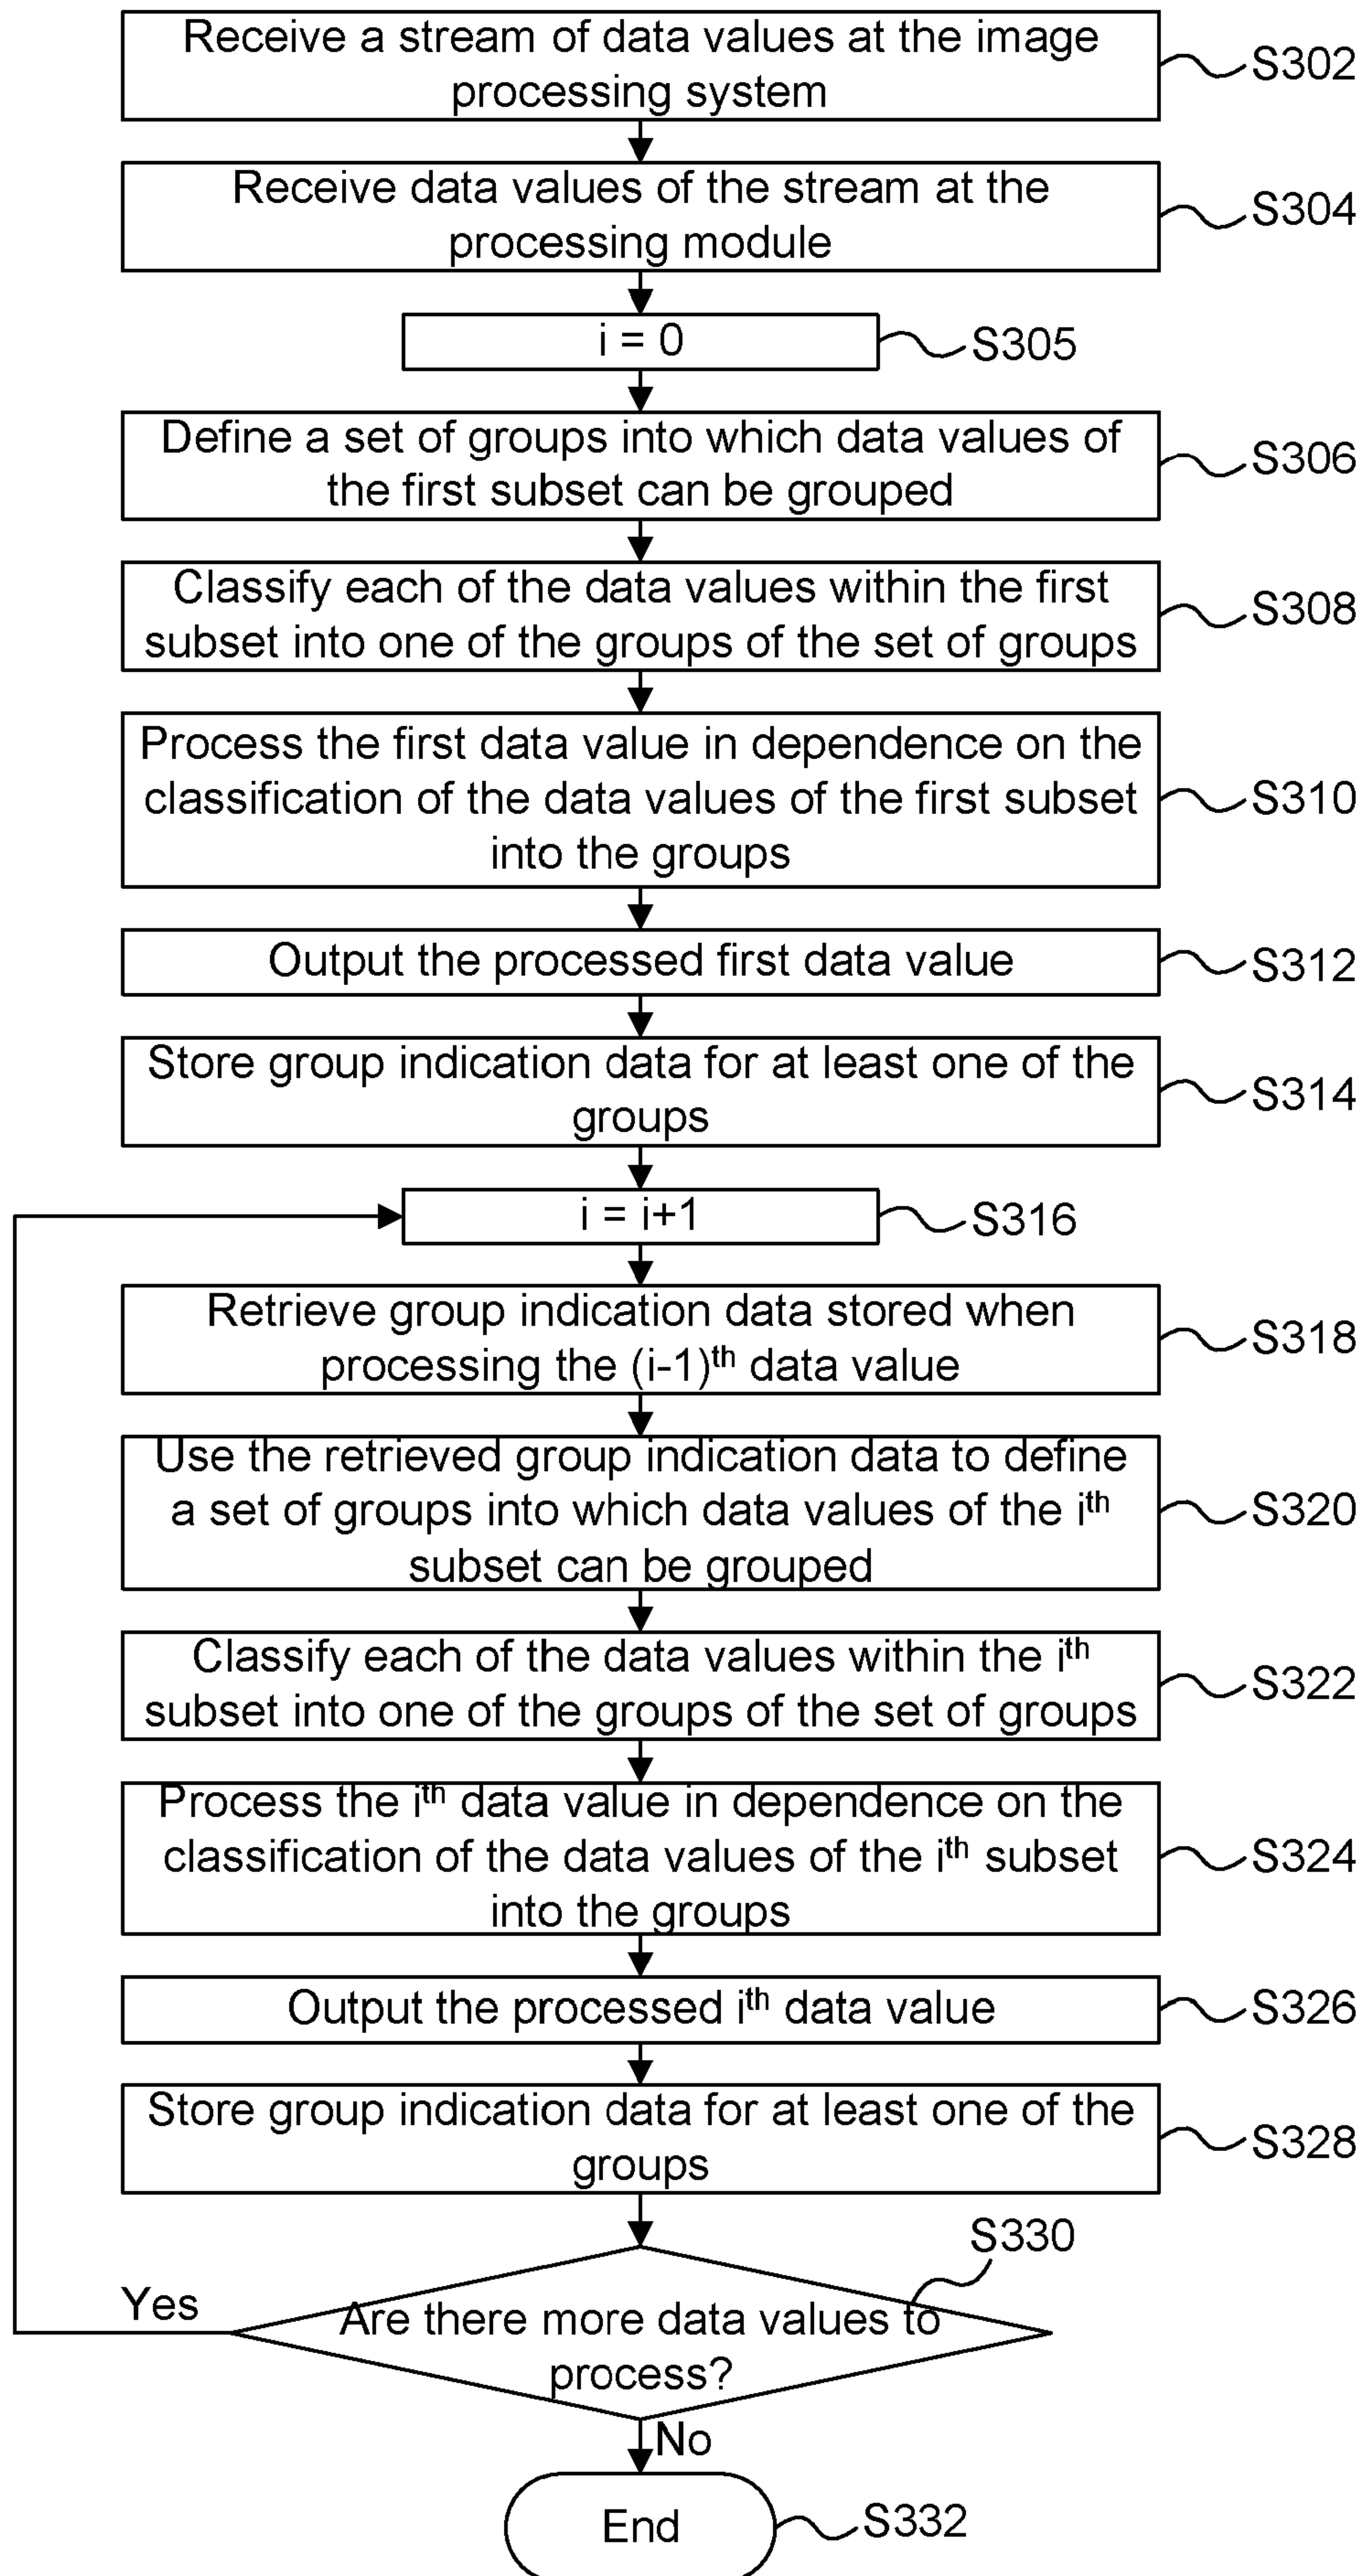 Receive a stream of data values at the image
processing system
S302
Receive data values of the stream at the
processing module
S304
i = 0
S305
Define a set of groups into which data values of
the first subset can be grouped
S306
Classify each of the data values within the first
subset into one of the groups of the set of groups
S308
Process the first data value in dependence on the
classification of the data values of the first subset
into the groups
S310
Output the processed first data value
S312
Store group indication data for at least one of the
groups
S314
i = i+1
S316
Retrieve group indication data stored when
processing the (i-1)th data value
S318
Use the retrieved group indication data to define
a set of groups into which data values of the ith
subset can be grouped
S320
Classify each of the data values within the ith
subset into one of the groups of the set of groups
S322
Process the ith data value in dependence on the
classification of the data values of the ith subset
into the groups
S324
Output the processed ith data value
S326
Store group indication data for at least one of the
groups
S328
S330
Yes
Are there more data values to
process?
No
End
S332